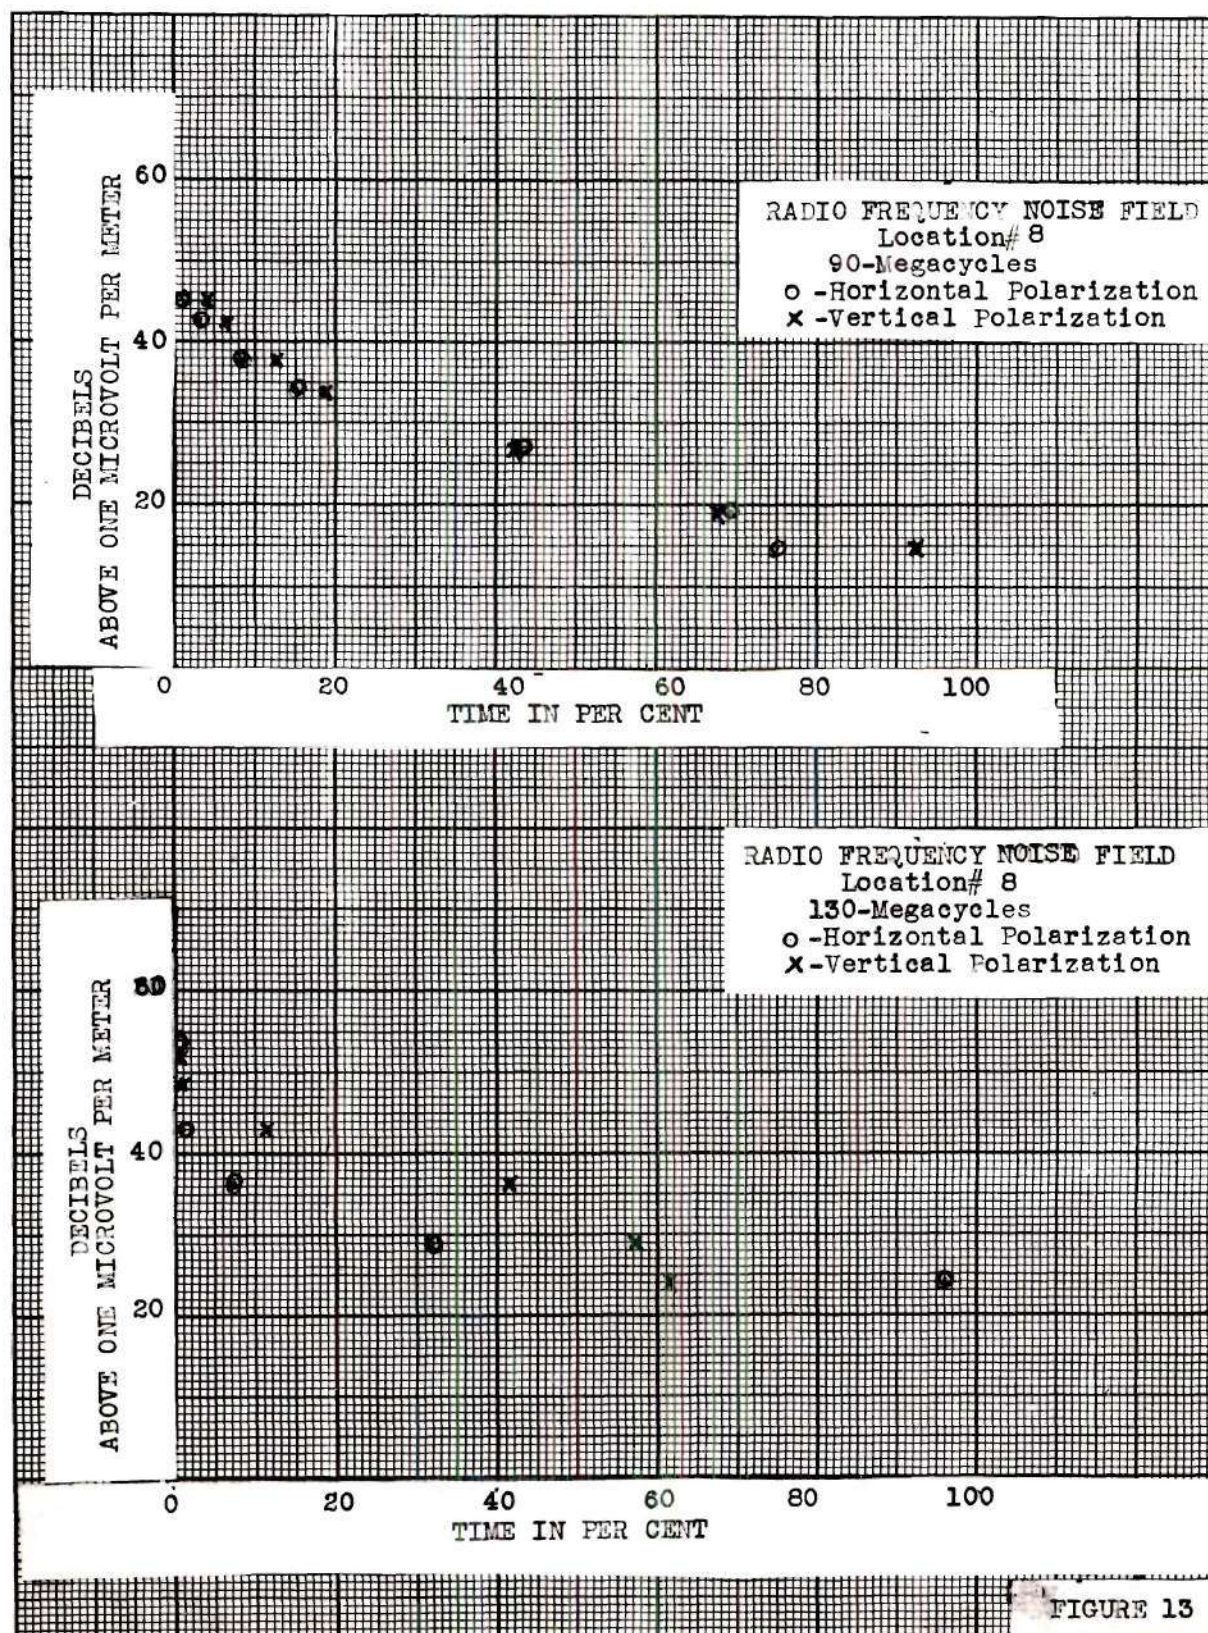 DECIBELS
ABOVE ONE MICROVOLT PER METER
60
40
20
RADIO FREQUENCY NOISE FIELD
Location# 8
90-Megacycles
o -Horizontal Polarization
x -Vertical Polarization
0 20 40 60 80 100
TIME IN PER CENT
DECIBELS
ABOVE ONE MICROVOLT PER METER
40
20
RADIO FREQUENCY NOISE FIELD
Location# 8
130-Megacycles
o -Horizontal Polarization
x -Vertical Polarization
0 20 40 60 80 100
TIME IN PER CENT
FIGURE 13